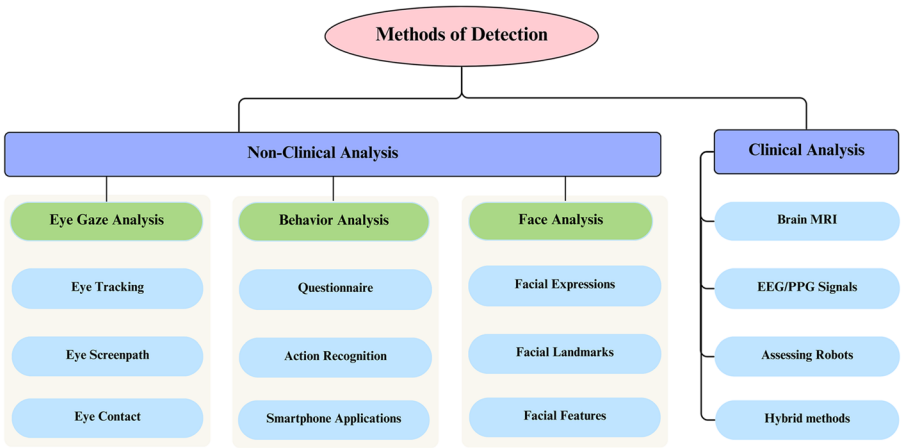 Methods of Detection
Non-Clinical Analysis
Clinical Analysis
Eye Gaze Analysis
Behavior Analysis
Face Analysis
Brain MRI
Eye Tracking
Questionnaire
Facial Expressions
EEG/PPG Signals
Eye Screenpath
Action Recognition
Facial Landmarks
Assessing Robots
Eye Contact
Smartphone Applications
Facial Features
Hybrid methods